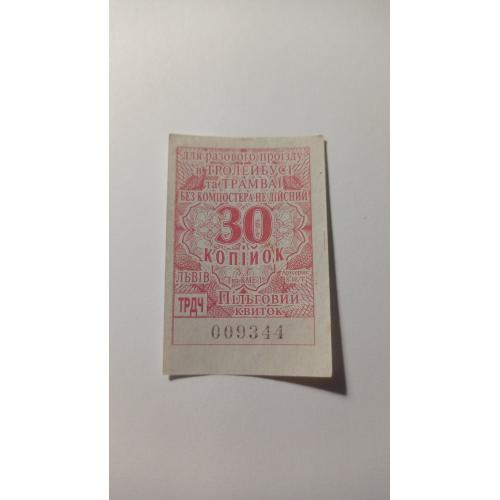 для разового проїзду
в ТРОЛЕЙБУСІ
та ТРАМВАЇ
БЕЗ КОМПОСТЕРА НЕ ДІЙСНИЙ
30
КОПІЙОК
ЛЬВІВ
ТРДЧ
ПІЛЬГОВИЙ
КВИТОК
009344